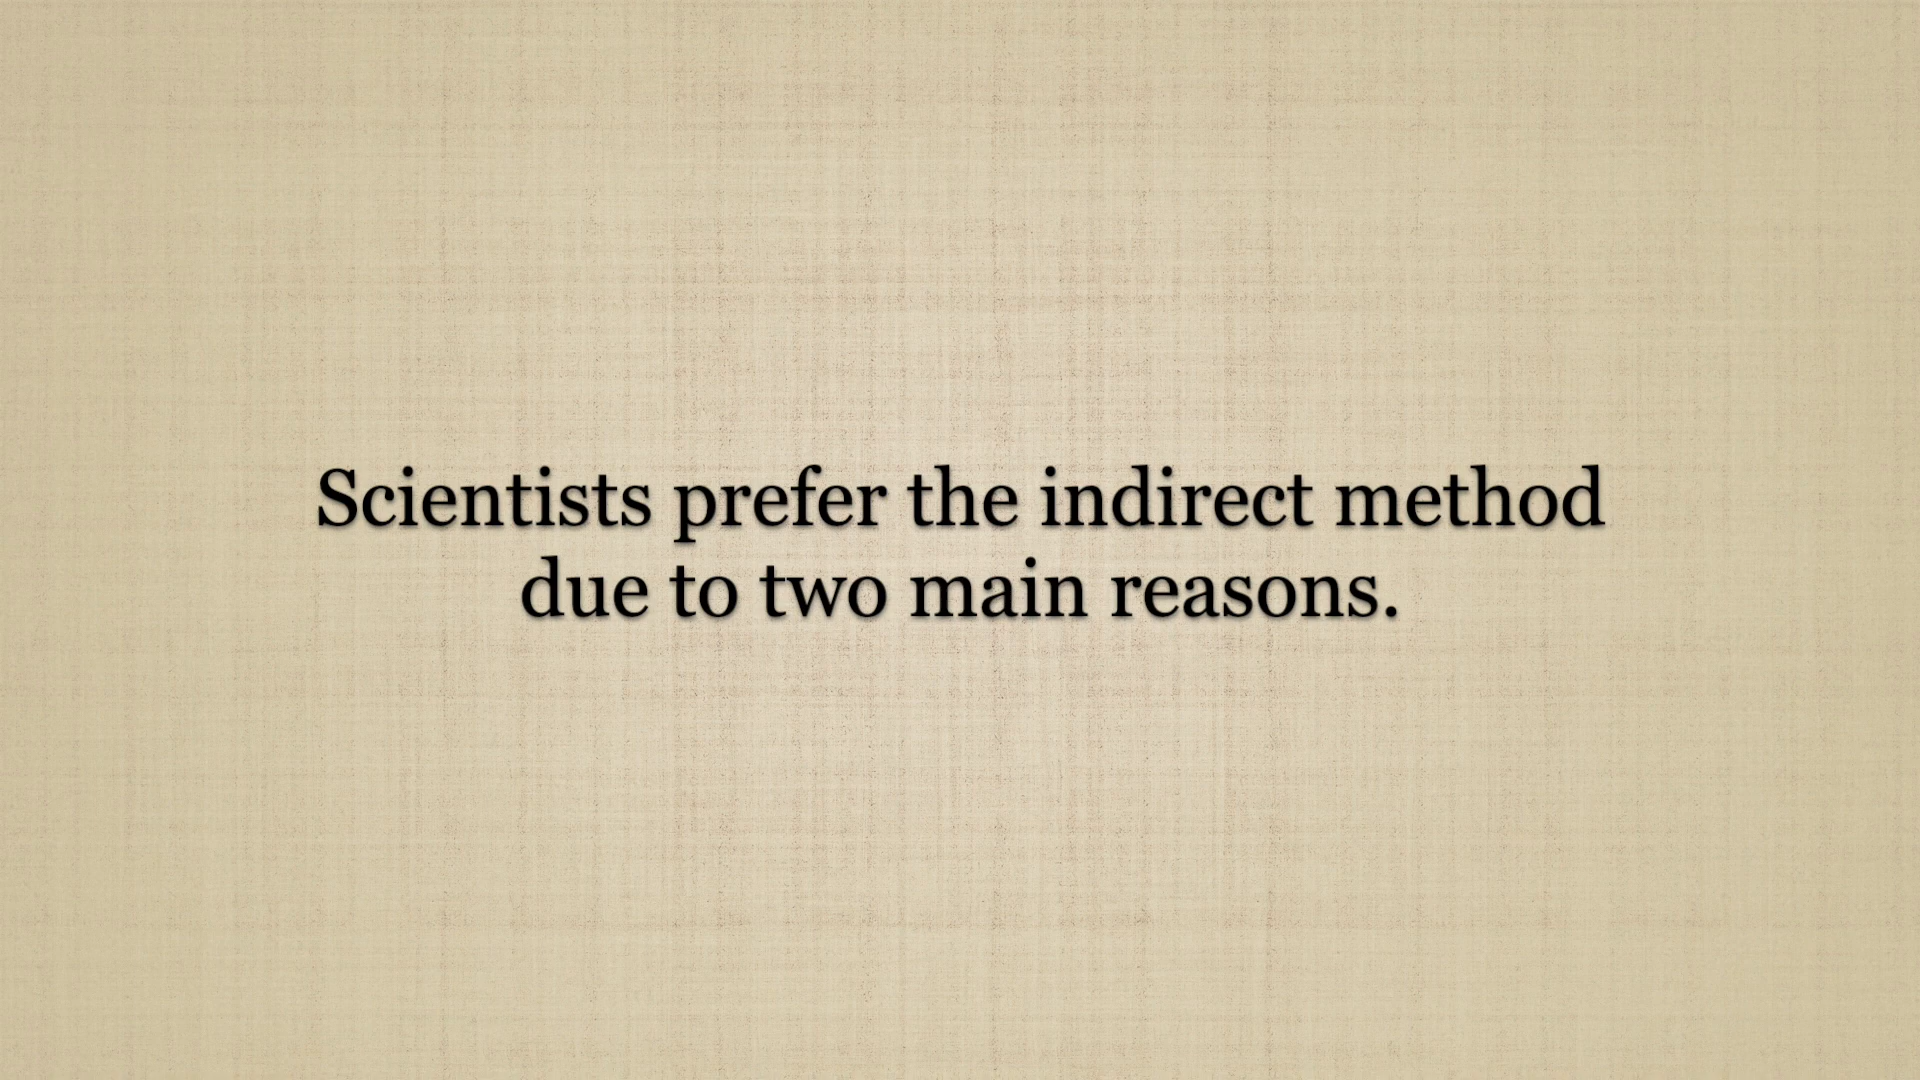 Scientists prefer the indirect method
due to two main reasons.